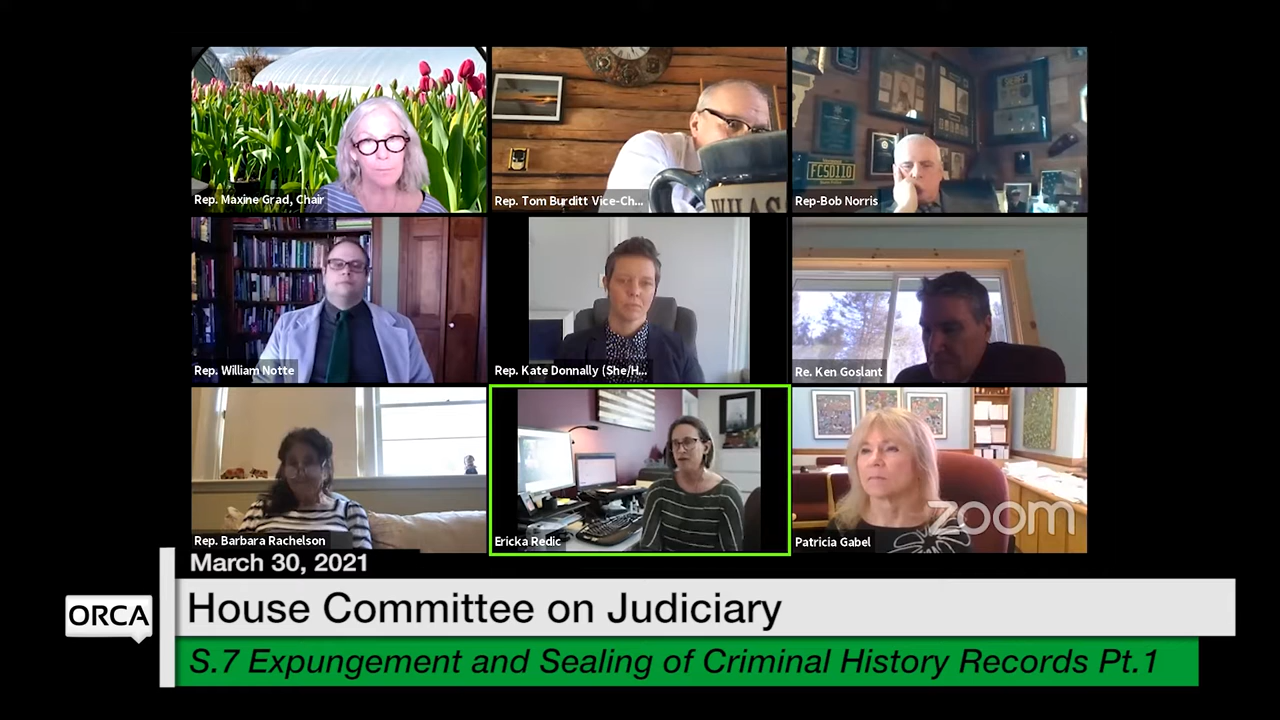 Rep. Maxine Grad, Chair
Rep. Tom Burditt Vice-Ch...
FCSD110
Rep-Bob Norris
Rep. William Notte
Rep. Kate Donnally (She/H...
Re. Ken Goslant
Rep. Barbara Rachelson
Ericka Redic
Patricia Gabel
zoom
March 30, 2021
ORCA
House Committee on Judiciary
S.7 Expungement and Sealing of Criminal History Records Pt.1